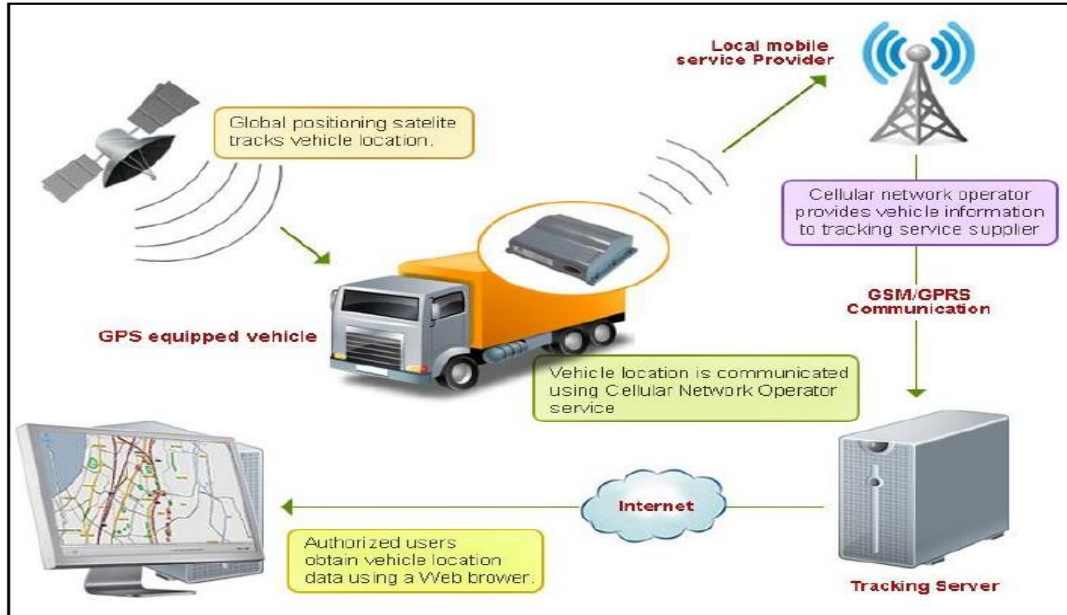 Local mobile
service Provider
Global positioning satelite
tracks vehicle location.
Cellular network operator
provides vehicle information
to tracking service supplier
GSM/GPRS
Communication
GPS equipped vehicle
Vehicle location is communicated
using Cellular Network Operator
service
Internet
Authorized users
obtain vehicle location
data using a Web brower.
Tracking Server